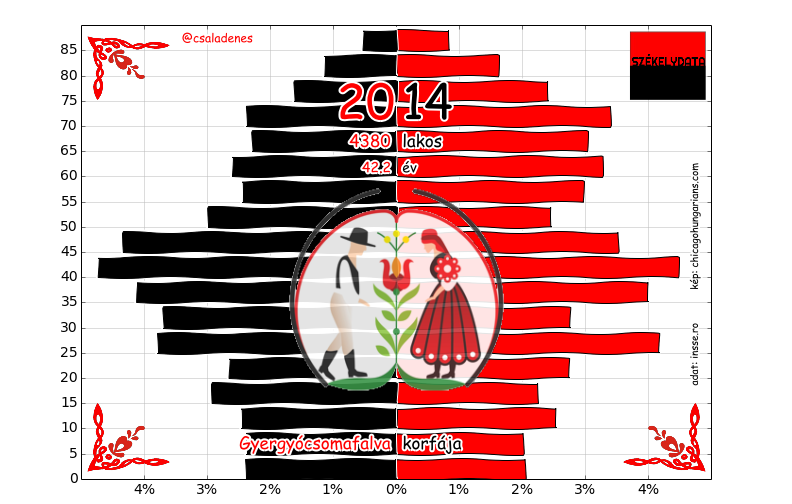 @csaladenes
SZÉKELYDATA
2014
4380 lakos
42.2 év
kép: chicagohungarians.com
adat: insse.ro
Gyergyócsomafalva korfája
85
80
75
70
65
60
55
50
45
40
35
30
25
20
15
10
5
0
4% 3% 2% 1% 0% 1% 2% 3% 4%